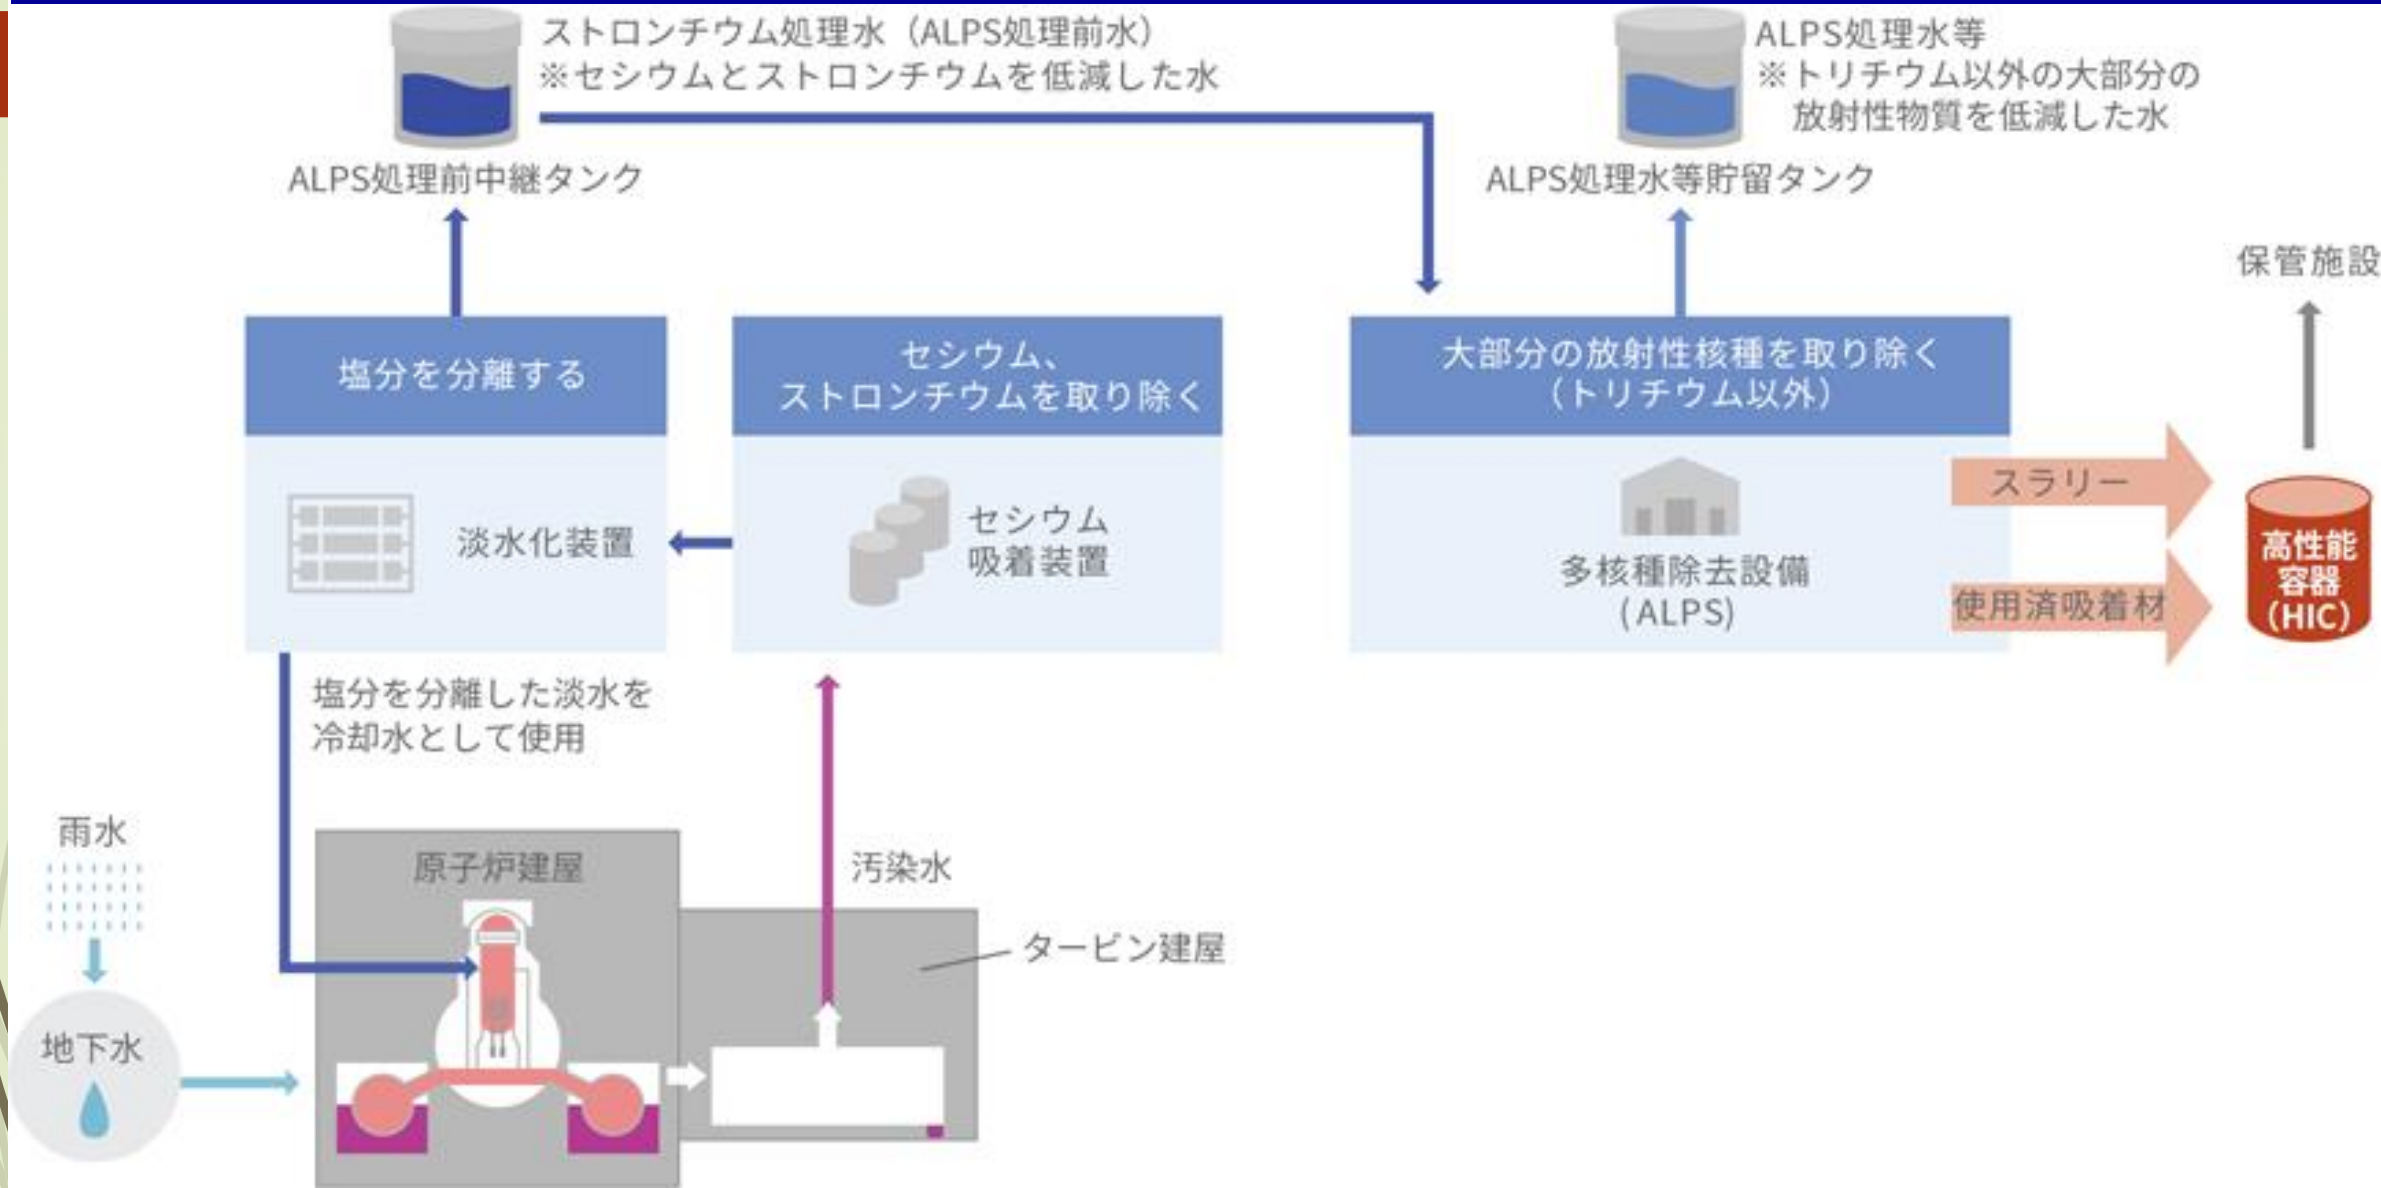 ストロンチウム処理水（ALPS処理前水）
※セシウムとストロンチウムを低減した水
ALPS処理前中継タンク
ALPS処理水等
※トリチウム以外の大部分の
放射性物質を低減した水
ALPS処理水等貯留タンク
保管施設
塩分を分離する
セシウム、
ストロンチウムを取り除く
大部分の放射性核種を取り除く
（トリチウム以外）
淡水化装置
セシウム
吸着装置
多核種除去設備
(ALPS)
スラリー
使用済吸着材
高性能
容器
（HIC）
塩分を分離した淡水を
冷却水として使用
雨水
地下水
原子炉建屋
汚染水
タービン建屋